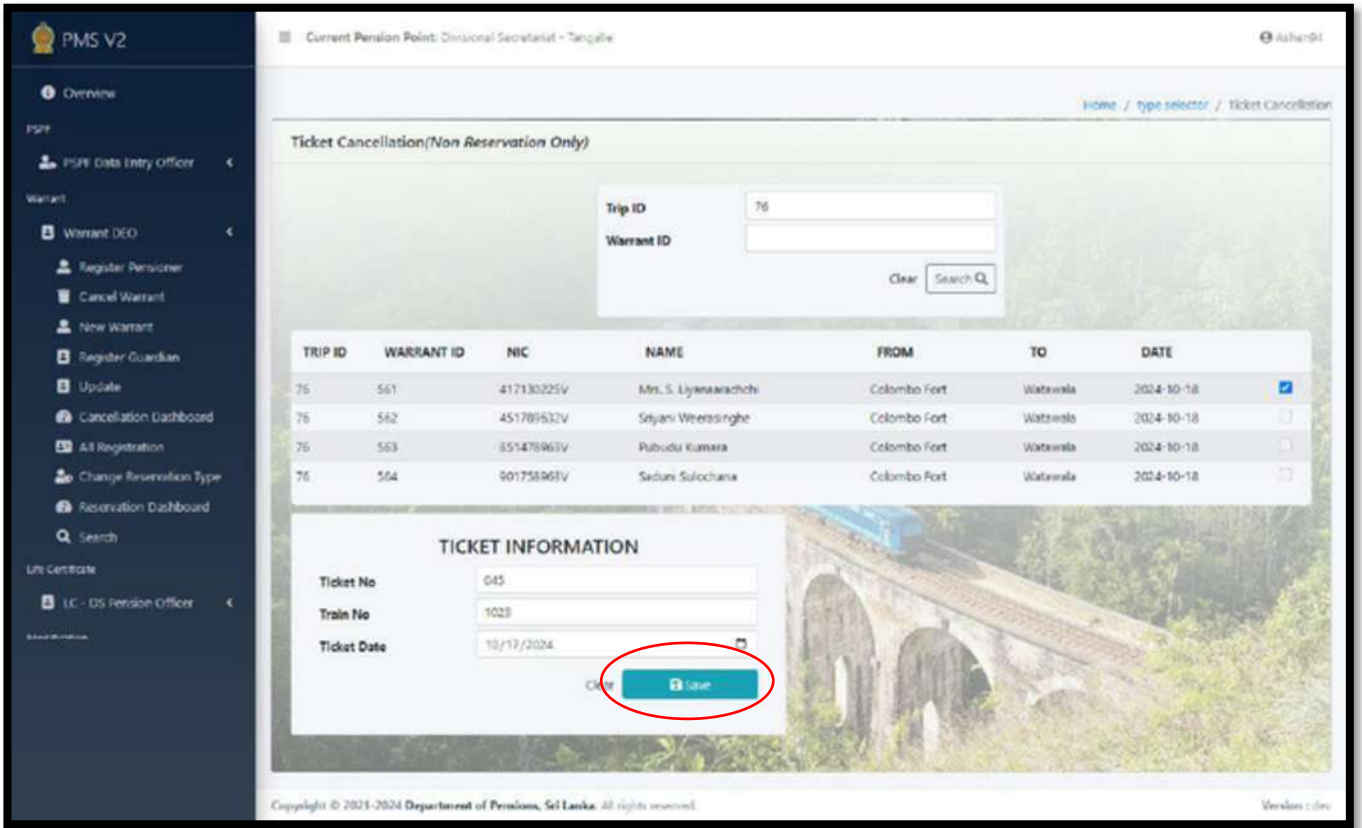 PMS V2
Current Pension Point: Divisional Secretariat - Tangalle
Ashan94
Overview
Home / type selector / Ticket Cancellation
PSPF
Ticket Cancellation(Non Reservation Only)
PSPF Data Entry Officer
Warrant
Trip ID 76
Warrant DEO
Warrant ID
Register Pensioner
Clear Search
Cancel Warrant
New Warrant
Register Guardian
Update
Cancellation Dashboard
All Registration
Change Reservation Type
Reservation Dashboard
Search
Life Certificate
LC - DS Pension Officer
TRIP ID WARRANT ID NIC NAME FROM TO DATE
76 561 417130225V Mrs. S. Liyanaarachchi Colombo Fort Watawala 2024-10-18
76 562 451789632V Sriyani Weerasinghe Colombo Fort Watawala 2024-10-18
76 563 851478963V Pubudu Kumara Colombo Fort Watawala 2024-10-18
76 564 901758963V Saduni Sulochana Colombo Fort Watawala 2024-10-18
TICKET INFORMATION
Ticket No 045
Train No 1023
Ticket Date 10/17/2024
Clear Save
Copyright © 2021-2024 Department of Pensions, Sri Lanka. All rights reserved.
Version : dev